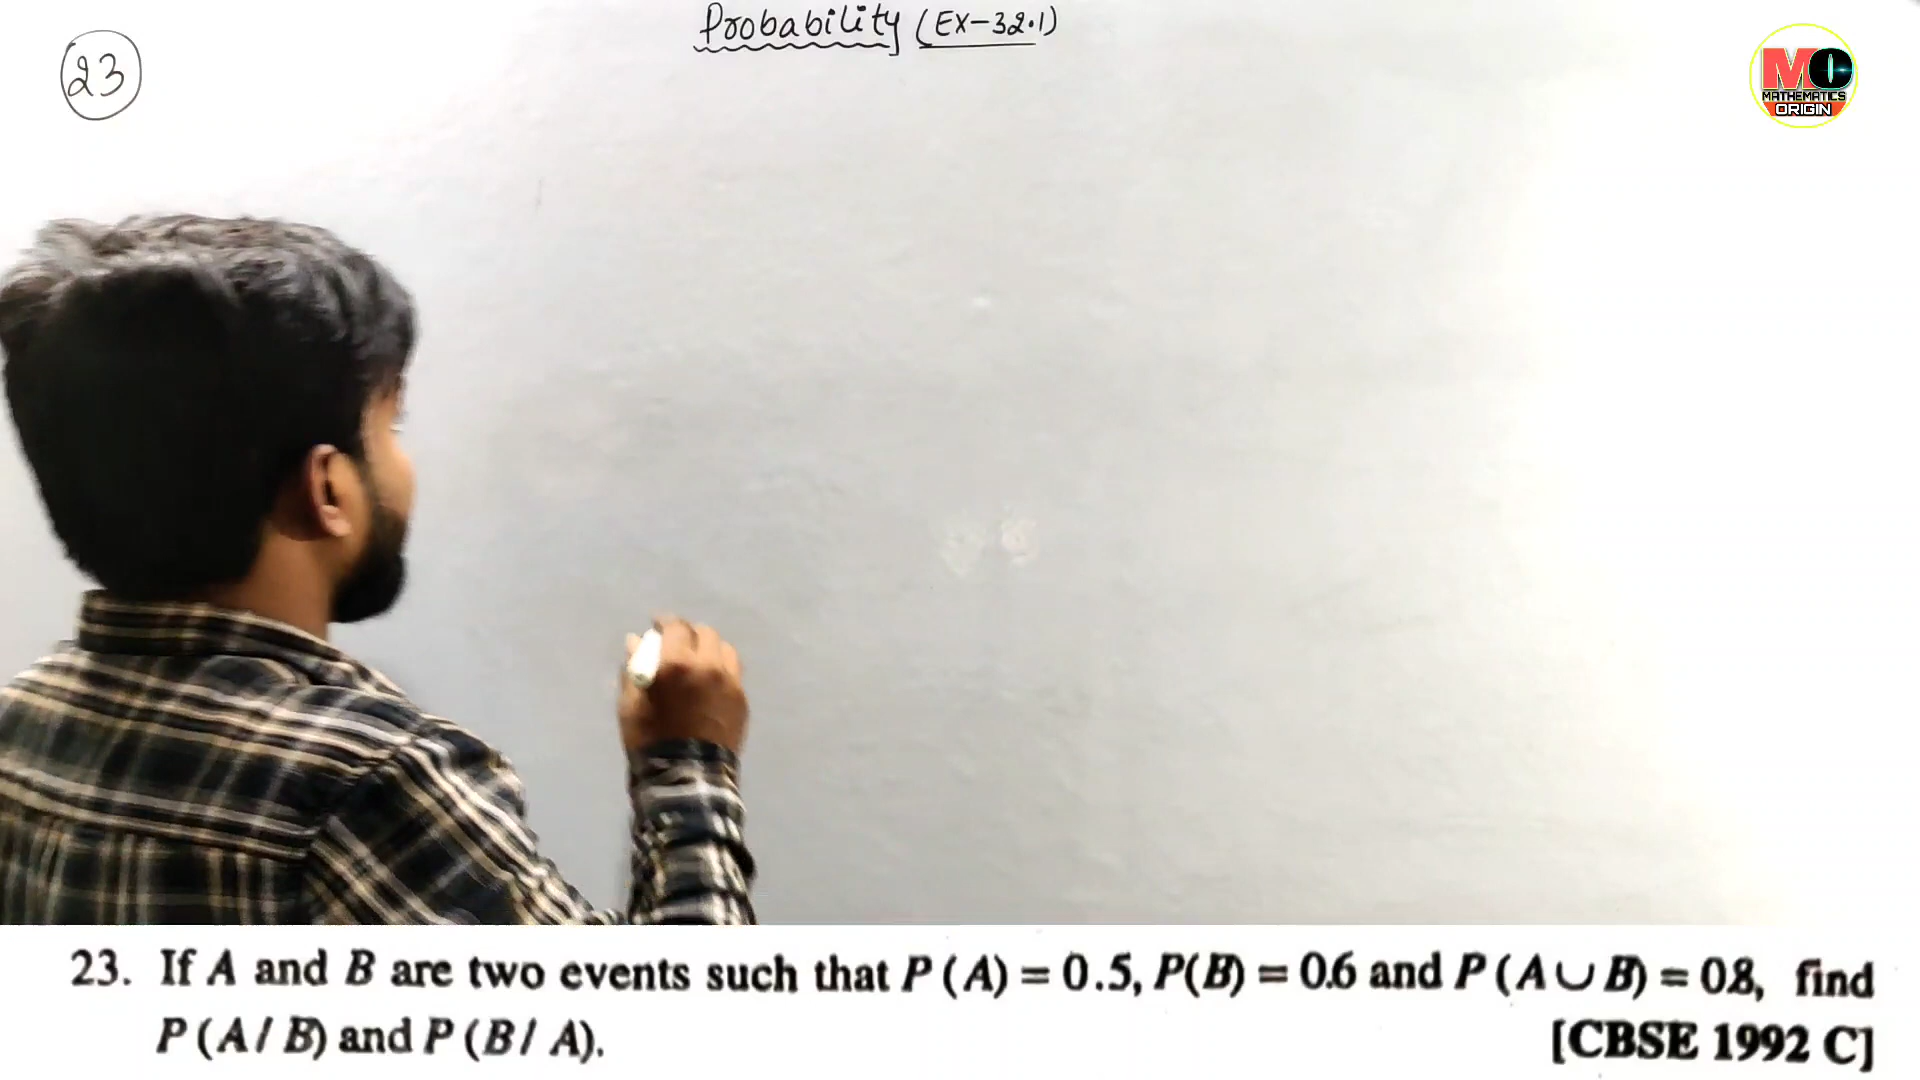 Probability (EX-32.1)
23
MO
MATHEMATICS
ORIGIN
23. If A and B are two events such that P (A) = 0.5, P(B) = 0.6 and P (A ∪ B) = 0.8, find
P (A / B) and P (B / A). [CBSE 1992 C]